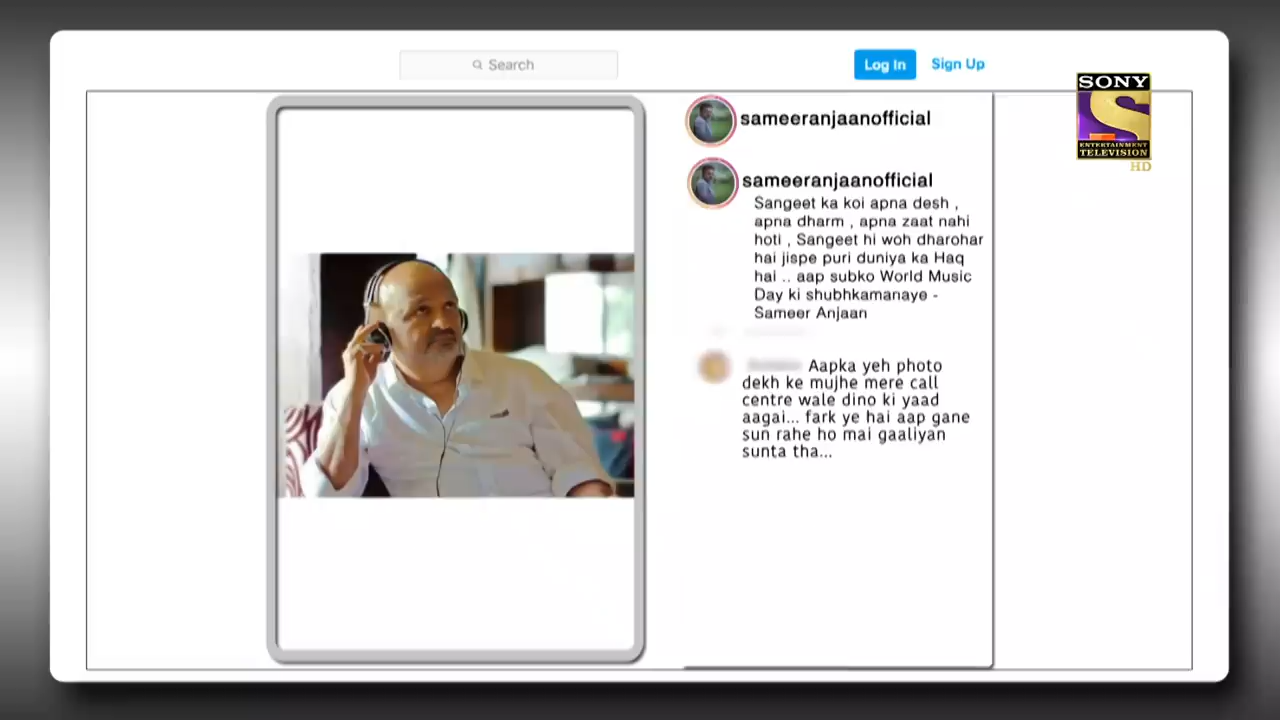 Search
Log In
Sign Up
SONY
ENTERTAINMENT
TELEVISION
HD
sameeranjaanofficial
sameeranjaanofficial
Sangeet ka koi apna desh ,
apna dharm , apna zaat nahi
hoti , Sangeet hi woh dharohar
hai jispe puri duniya ka Haq
hai .. aap subko World Music
Day ki shubhkamanaye -
Sameer Anjaan
Aapka yeh photo
dekh ke mujhe mere call
centre wale dino ki yaad
aagai... fark ye hai aap gane
sun rahe ho mai gaaliyan
sunta tha...